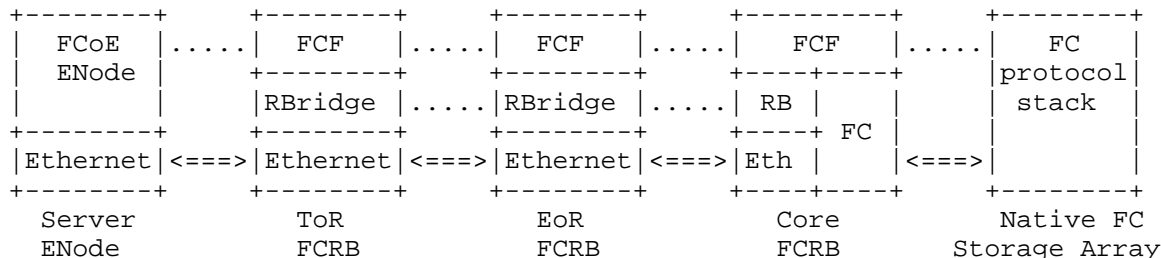 +--------+      +--------+      +--------+      +---------+      +--------+
|  FCoE  |.....|  FCF   |.....|  FCF   |.....|   FCF   |.....|   FC   |
|  ENode |      +--------+      +--------+      +----+----+      |protocol|
|        |      |RBridge |.....|RBridge |.....| RB |    |      | stack  |
+--------+      +--------+      +--------+      +----+ FC |      |        |
|Ethernet|<===>|Ethernet|<===>|Ethernet|<===>|Eth |    |<===>|        |
+--------+      +--------+      +--------+      +----+----+      +--------+
Server ToR EoR Core Native FC
ENode FCRB FCRB FCRB Storage Array